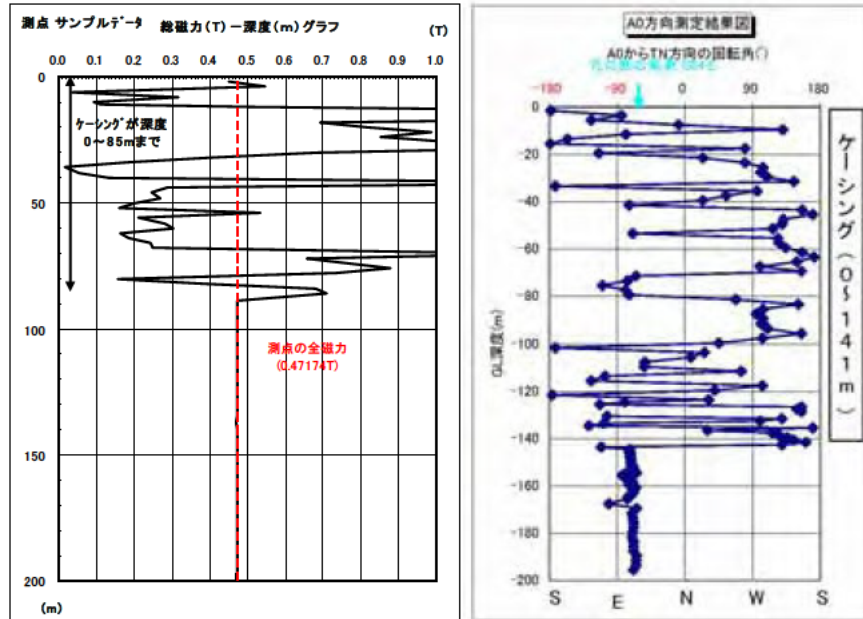 測点 サンプルデータ 総磁力(T)－深度(m)グラフ (T)
0.0 0.1 0.2 0.3 0.4 0.5 0.6 0.7 0.8 0.9 1.0
0
50
100
150
200
(m)
ケーシングが深度
0～85mまで
測点の全磁力
(0.47174T)
A0方向測定結果図
A0からTN方向の回転角(°)
-180 -90 0 90 180
0
-20
-40
-60
-80
-100
-120
-140
-160
-180
-200
GL深度(m)
S E N W S
ケーシング(0～141m)